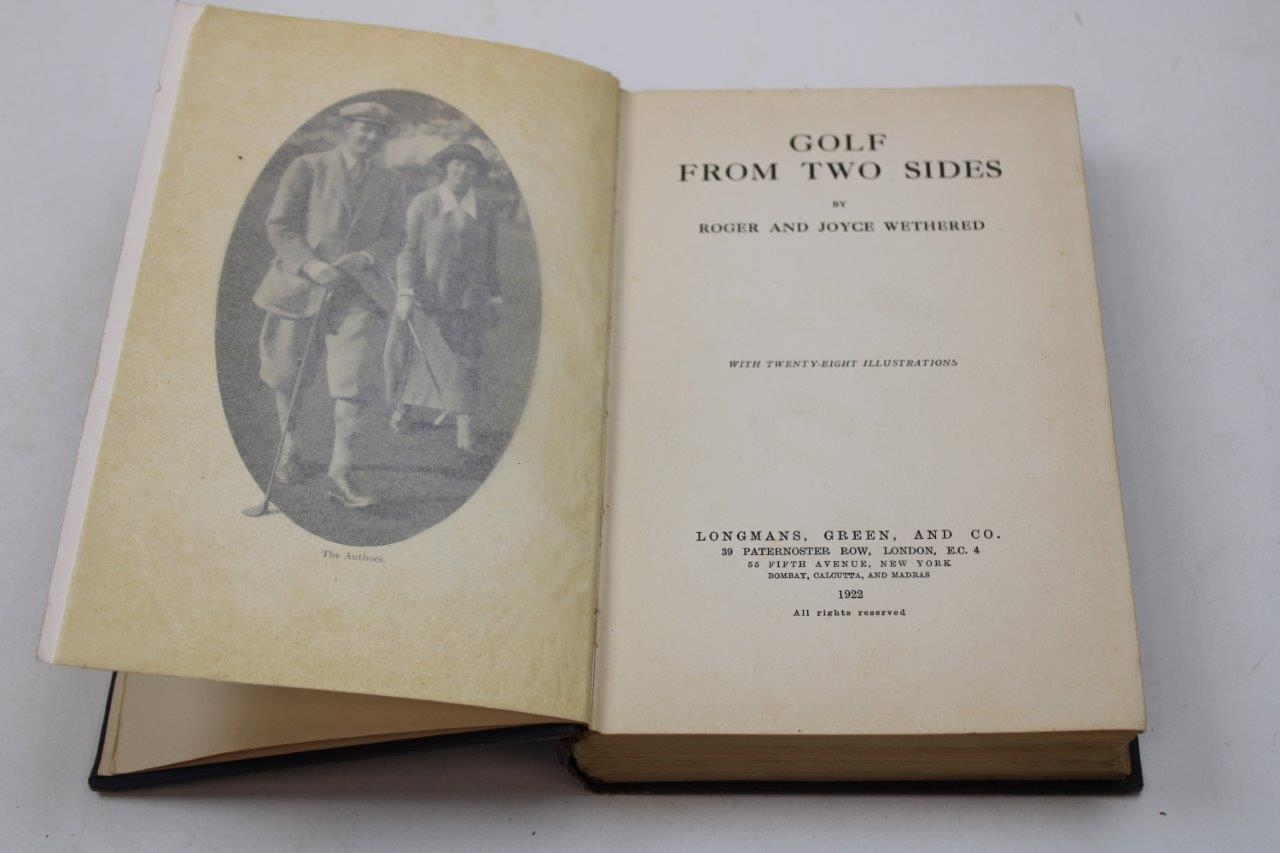 The Authors.
GOLF
FROM TWO SIDES
BY
ROGER AND JOYCE WETHERED
WITH TWENTY-EIGHT ILLUSTRATIONS
LONGMANS, GREEN, AND CO.
39 PATERNOSTER ROW, LONDON, E.C. 4
55 FIFTH AVENUE, NEW YORK
BOMBAY, CALCUTTA, AND MADRAS
1922
All rights reserved